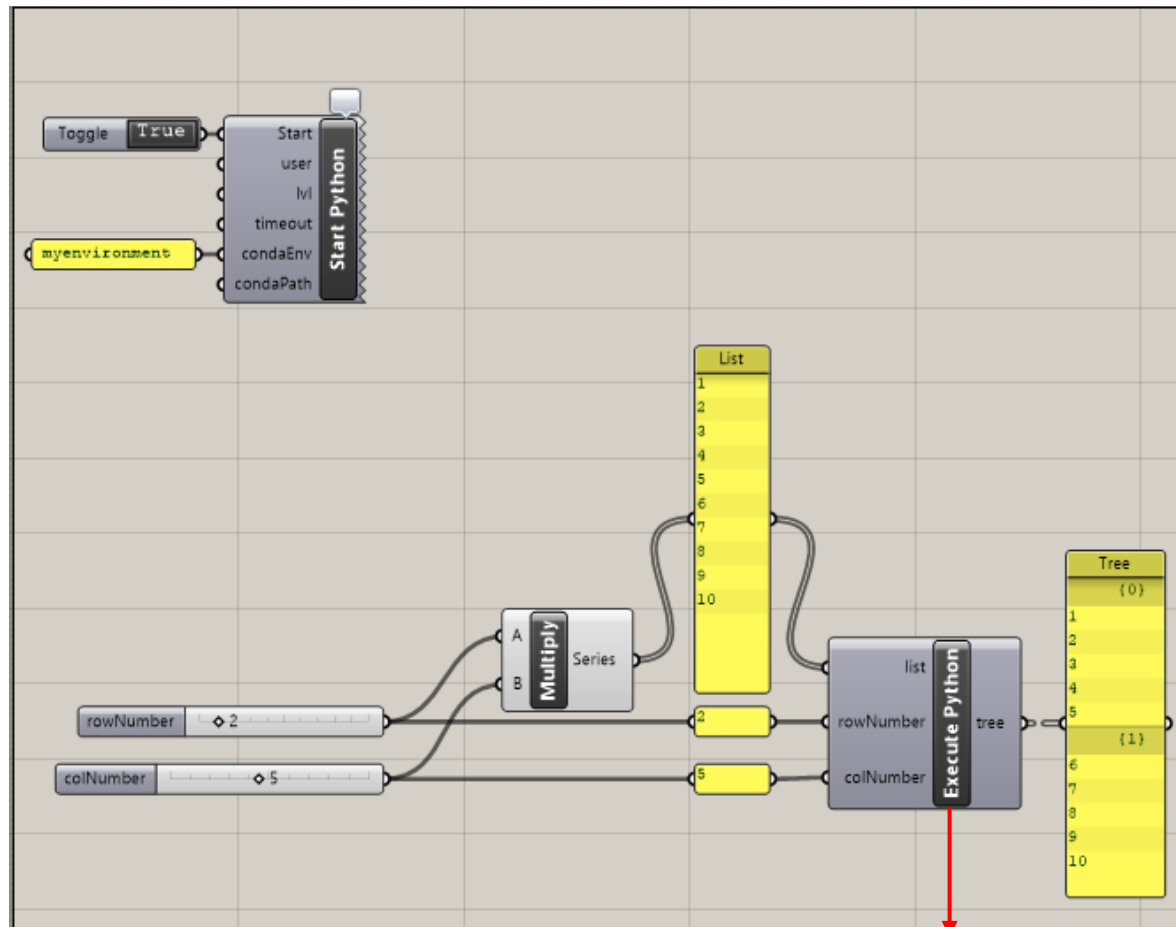 Toggle
True
Start
user
lvl
timeout
condaEnv
condaPath
Start Python
myenvironment
List
1
2
3
4
5
6
7
8
9
10
A
B
Multiply
Series
rowNumber
2
colNumber
5
2
5
list
rowNumber
colNumber
Execute Python
tree
Tree
{0}
1
2
3
4
5
{1}
6
7
8
9
10